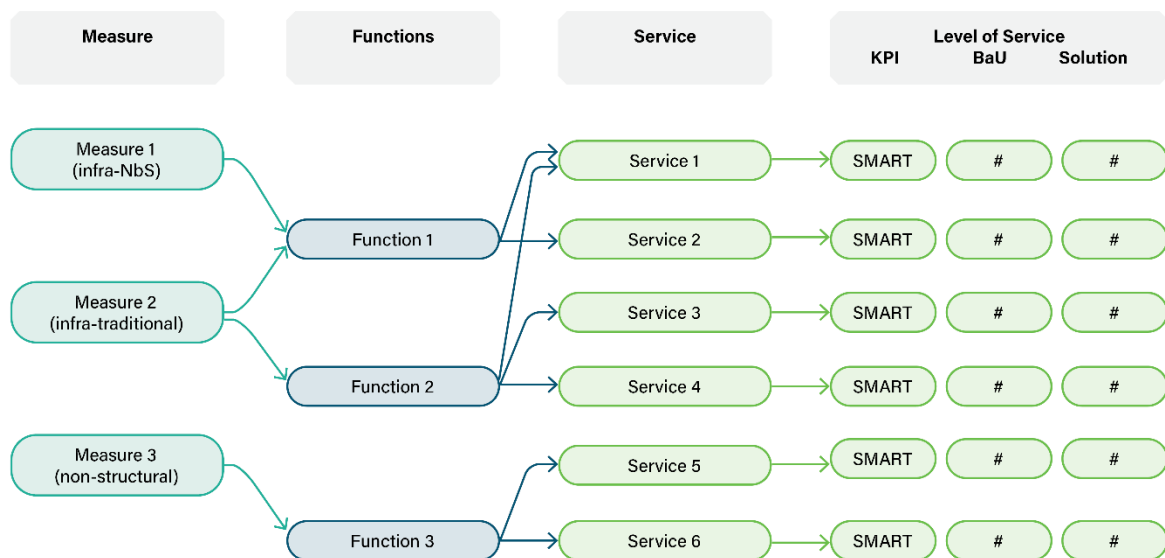 Measure
Functions
Service
Level of Service
KPI BaU Solution
Measure 1
(infra-NbS)
Service 1 SMART # #
Function 1 Service 2 SMART # #
Measure 2
(infra-traditional)
Service 3 SMART # #
Function 2 Service 4 SMART # #
Measure 3
(non-structural)
Service 5 SMART # #
Function 3 Service 6 SMART # #